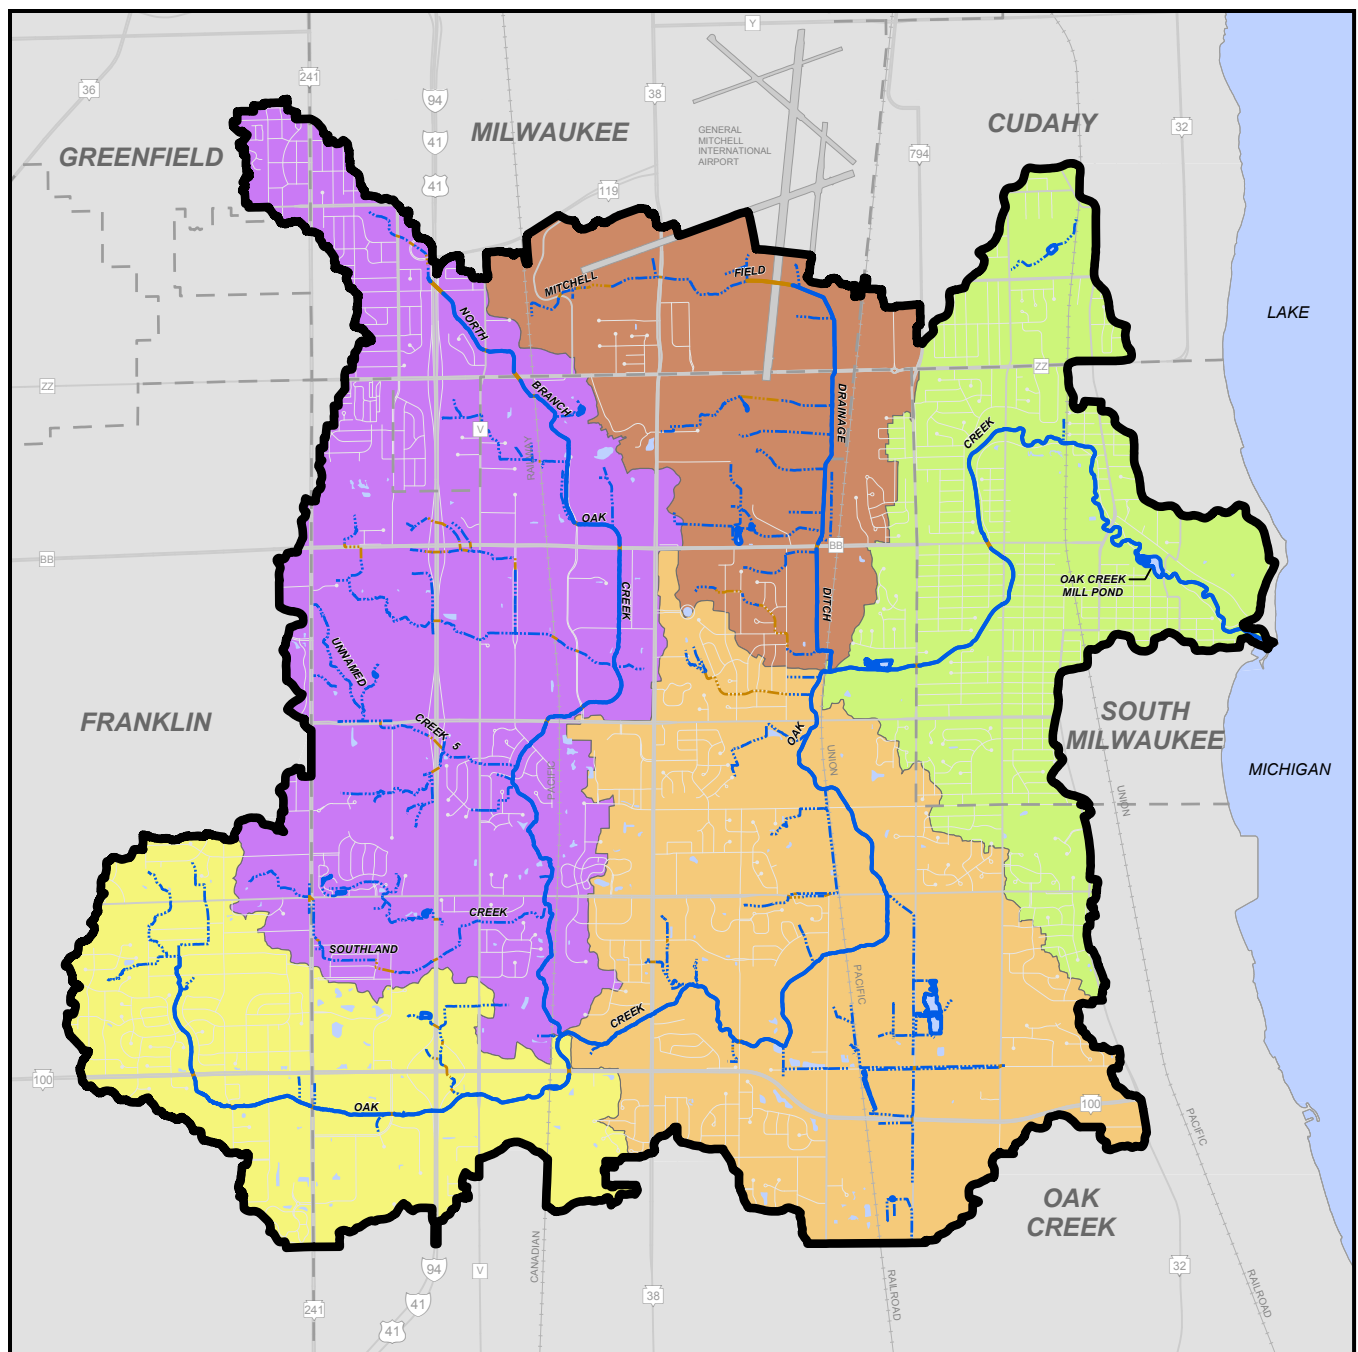 Y
241
36
94
38
MILWAUKEE
CUDAHY
32
GENERAL
MITCHELL
INTERNATIONAL
AIRPORT
41
794
GREENFIELD
41
119
MITCHELL
FIELD
LAKE
NORTH
ZZ
ZZ
BRANCH
DRAINAGE
V
CREEK
RAILWAY
OAK
BB
BB
OAK CREEK
MILL POND
CREEK
DITCH
UNNAMED
FRANKLIN
SOUTH
MILWAUKEE
CREEK 5
OAK
UNION
MICHIGAN
PACIFIC
UNION
CREEK
SOUTHLAND
PACIFIC
CREEK
100
OAK
100
PACIFIC
OAK
CREEK
CANADIAN
94
V
32
RAILROAD
RAILROAD
38
241
41
41